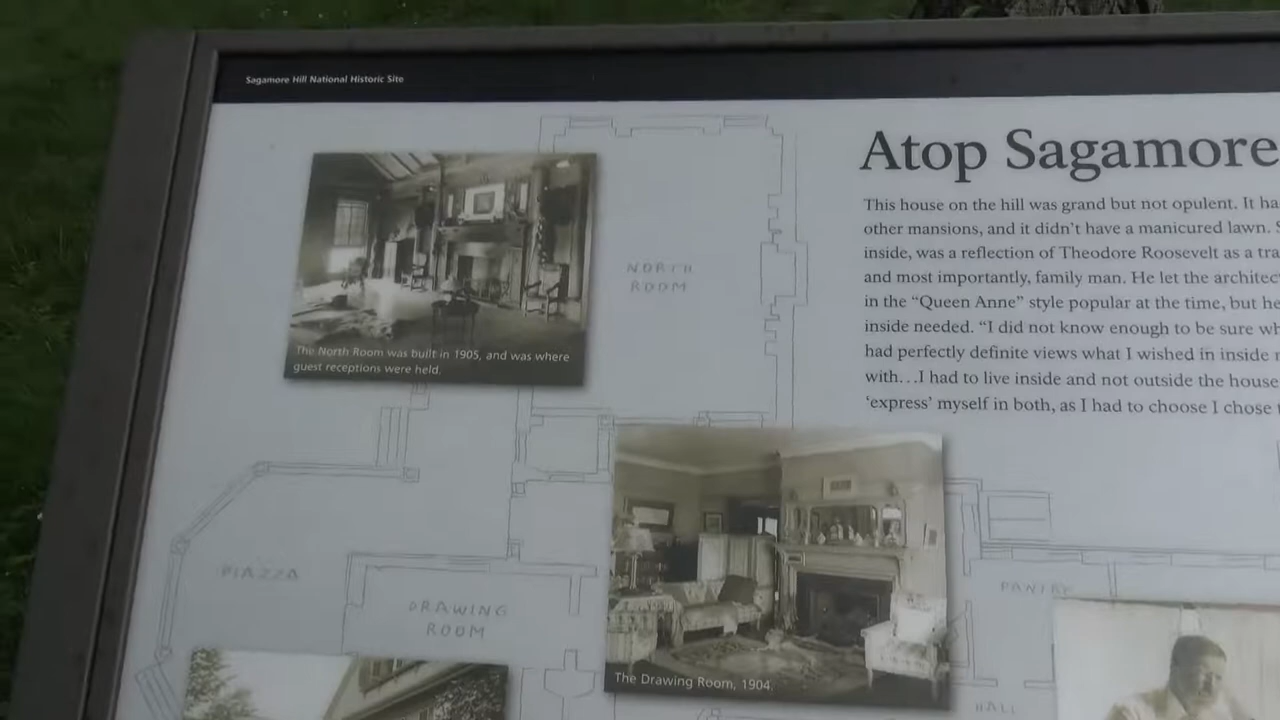 Sagamore Hill National Historic Site
Atop Sagamore
This house on the hill was grand but not opulent. It ha
other mansions, and it didn't have a manicured lawn. S
inside, was a reflection of Theodore Roosevelt as a tra
and most importantly, family man. He let the architec
in the “Queen Anne” style popular at the time, but he
inside needed. “I did not know enough to be sure wh
had perfectly definite views what I wished in inside
with…I had to live inside and not outside the house
‘express’ myself in both, as I had to choose I chose
NORTH
ROOM
The North Room was built in 1905, and was where
guest receptions were held.
PIAZZA
DRAWING
ROOM
The Drawing Room, 1904.
PANTRY
HALL